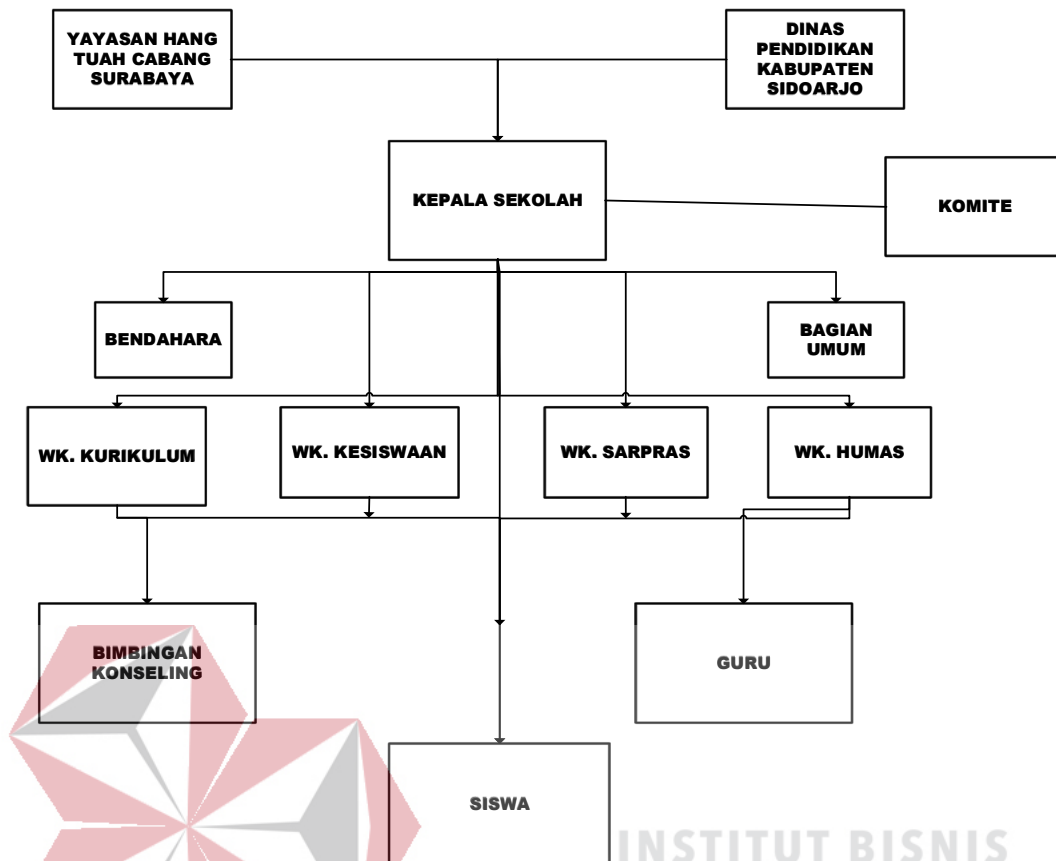 YAYASAN HANG
TUAH CABANG
SURABAYA
DINAS
PENDIDIKAN
KABUPATEN
SIDOARJO
KEPALA SEKOLAH
KOMITE
BENDAHARA
BAGIAN
UMUM
WK. KURIKULUM
WK. KESISWAAN
WK. SARPRAS
WK. HUMAS
BIMBINGAN
KONSELING
GURU
SISWA
INSTITUT BISNIS